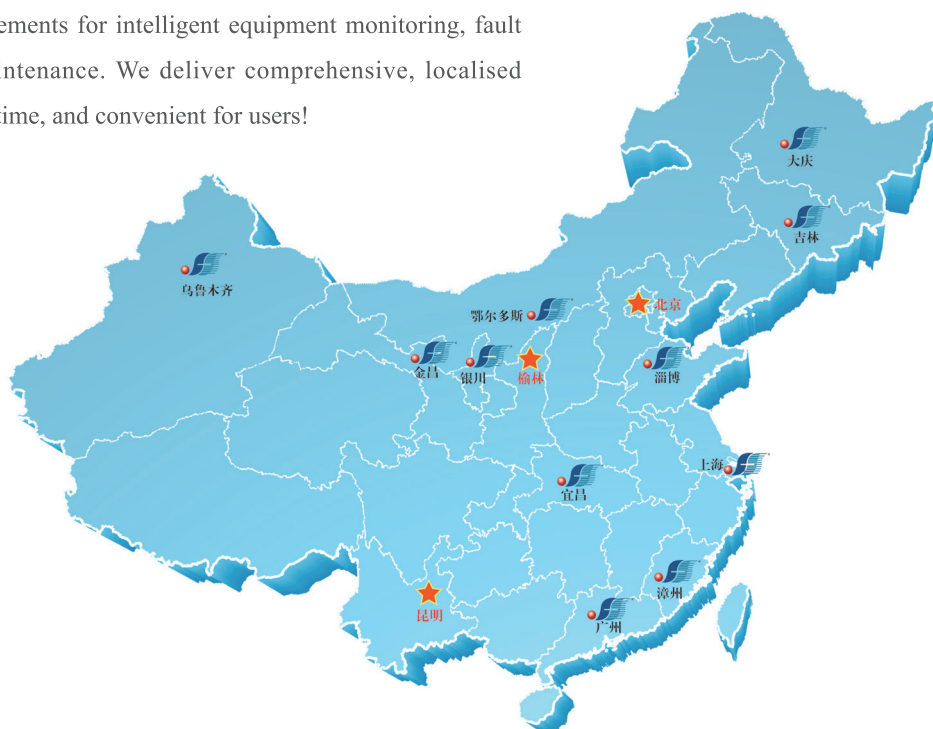 ements for intelligent equipment monitoring, fault
ntenance. We deliver comprehensive, localised
time, and convenient for users!
大庆
吉林
乌鲁木齐
北京
鄂尔多斯
金昌
银川
榆林
淄博
上海
宜昌
漳州
昆明
广州